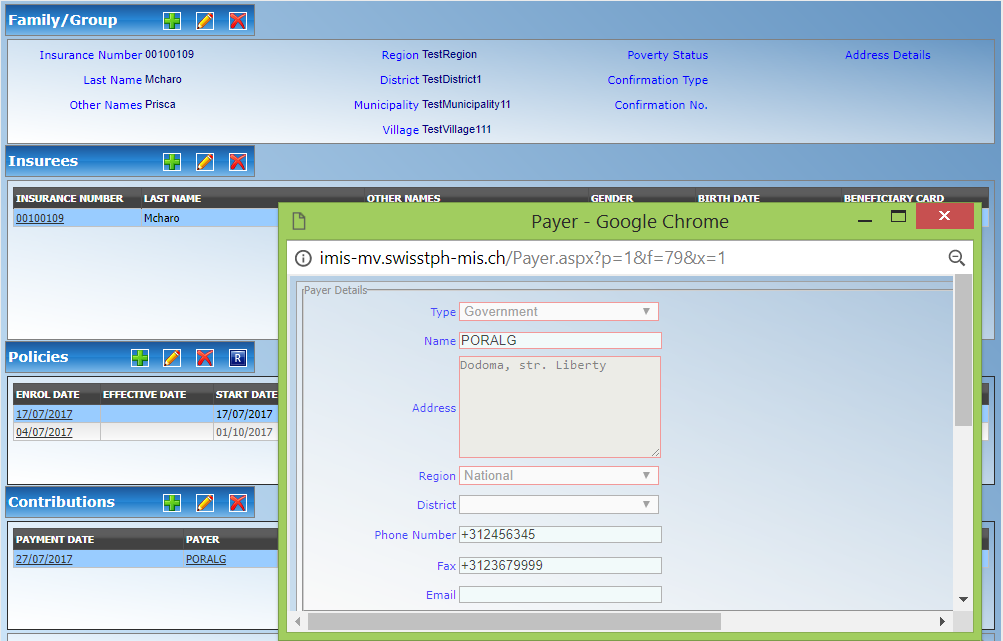 Family/Group
Insurance Number 00100109 Region TestRegion Poverty Status Address Details
Last Name Mcharo District TestDistrict1 Confirmation Type
Other Names Prisca Municipality TestMunicipality11 Confirmation No.
Village TestVillage111
Insurees
INSURANCE NUMBER LAST NAME OTHER NAMES GENDER BIRTH DATE BENEFICIARY CARD
00100109 Mcharo
Payer - Google Chrome
imis-mv.swisstph-mis.ch/Payer.aspx?p=1&f=79&x=1
Payer Details
Type Government
Name PORALG
Dodoma, str. Liberty
Address
Region National
District
Phone Number +312456345
Fax +3123679999
Email
Policies R
ENROL DATE EFFECTIVE DATE START DATE
17/07/2017 17/07/2017
04/07/2017 01/10/2017
Contributions
PAYMENT DATE PAYER
27/07/2017 PORALG